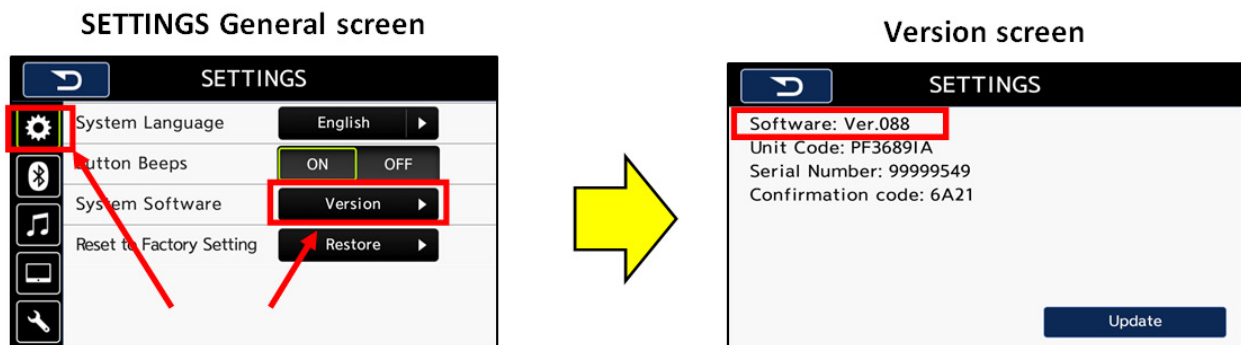 SETTINGS General screen
SETTINGS
System Language
English
Button Beeps
ON OFF
System Software
Version
Reset to Factory Setting
Restore
Version screen
SETTINGS
Software: Ver.088
Unit Code: PF3689IA
Serial Number: 99999549
Confirmation code: 6A21
Update